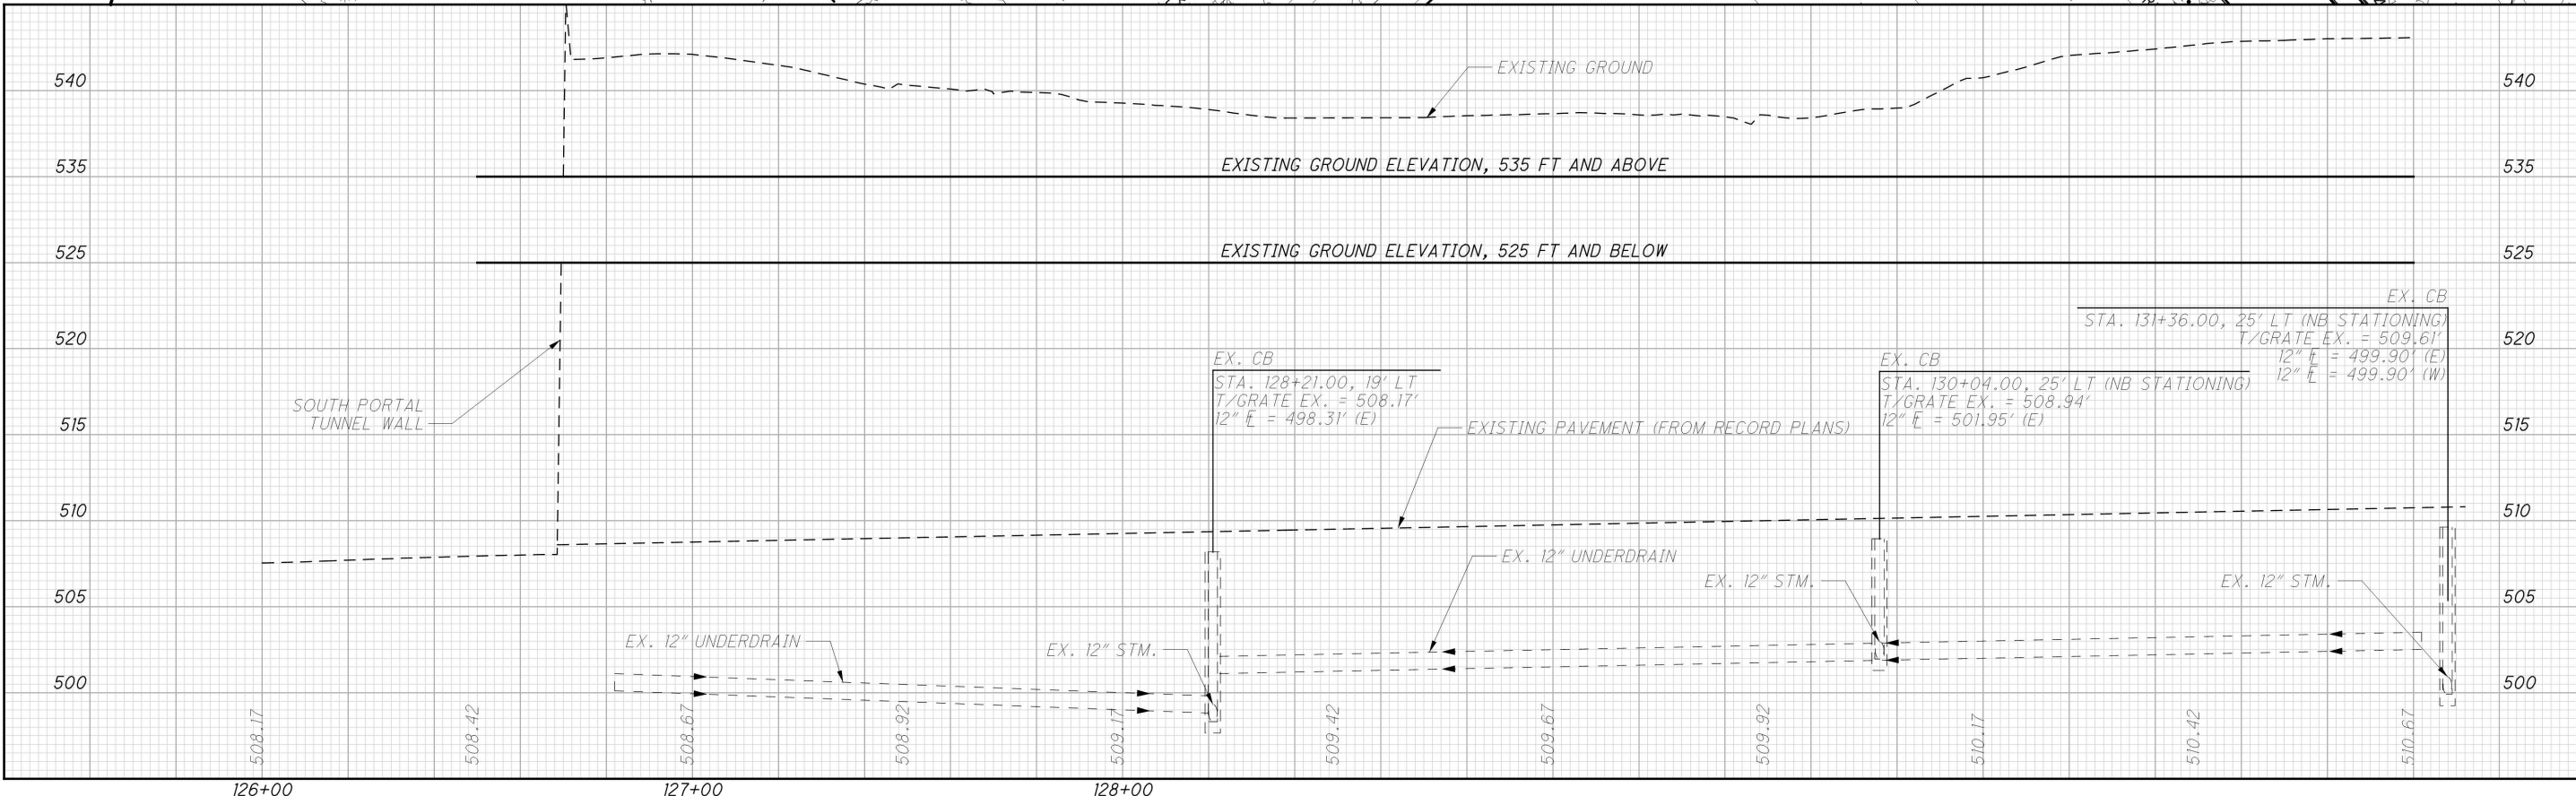 540
EXISTING GROUND
540
535
EXISTING GROUND ELEVATION, 535 FT AND ABOVE
535
525
EXISTING GROUND ELEVATION, 525 FT AND BELOW
525
EX. CB
STA. 131+36.00, 25' LT (NB STATIONING)
T/GRATE EX. = 509.61'
12" FL = 499.90' (E)
12" FL = 499.90' (W)
520
520
EX. CB
STA. 128+21.00, 19' LT
T/GRATE EX. = 508.17'
12" FL = 498.31' (E)
EX. CB
STA. 130+04.00, 25' LT (NB STATIONING)
T/GRATE EX. = 508.94'
12" FL = 501.95' (E)
SOUTH PORTAL
TUNNEL WALL
515
EXISTING PAVEMENT (FROM RECORD PLANS)
515
510
510
EX. 12" UNDERDRAIN
EX. 12" STM.
EX. 12" STM.
505
505
EX. 12" UNDERDRAIN
EX. 12" STM.
500
500
508.17
508.42
508.67
508.92
509.17
509.42
509.67
509.92
510.17
510.42
510.67
126+00
127+00
128+00